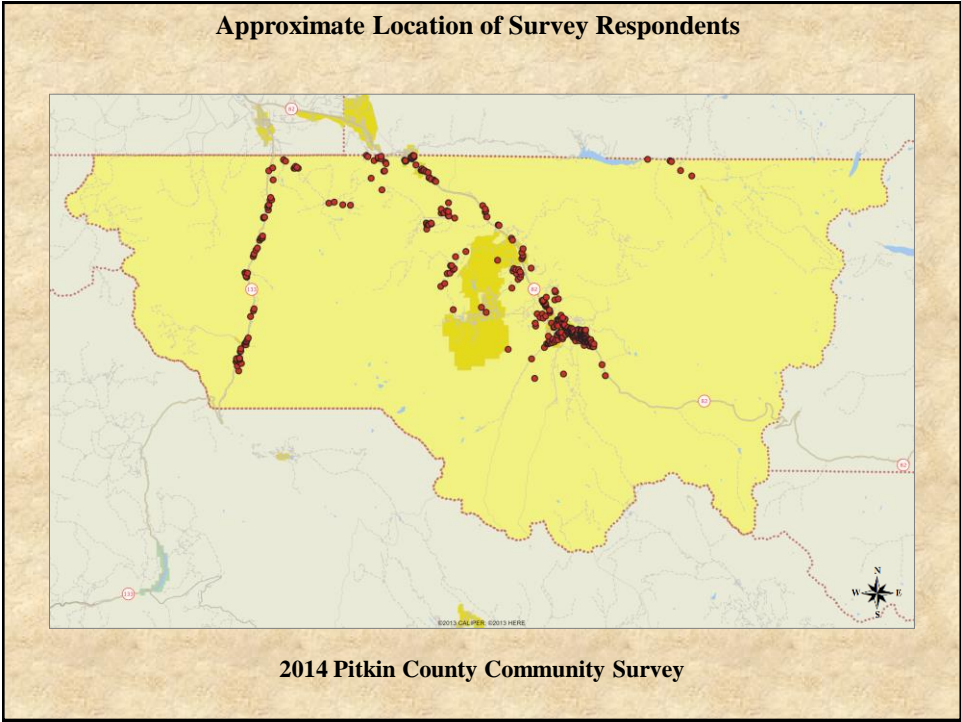 Approximate Location of Survey Respondents
82
133
82
82
82
133
N
W E
S
©2013 CALIPER; ©2013 HERE
2014 Pitkin County Community Survey